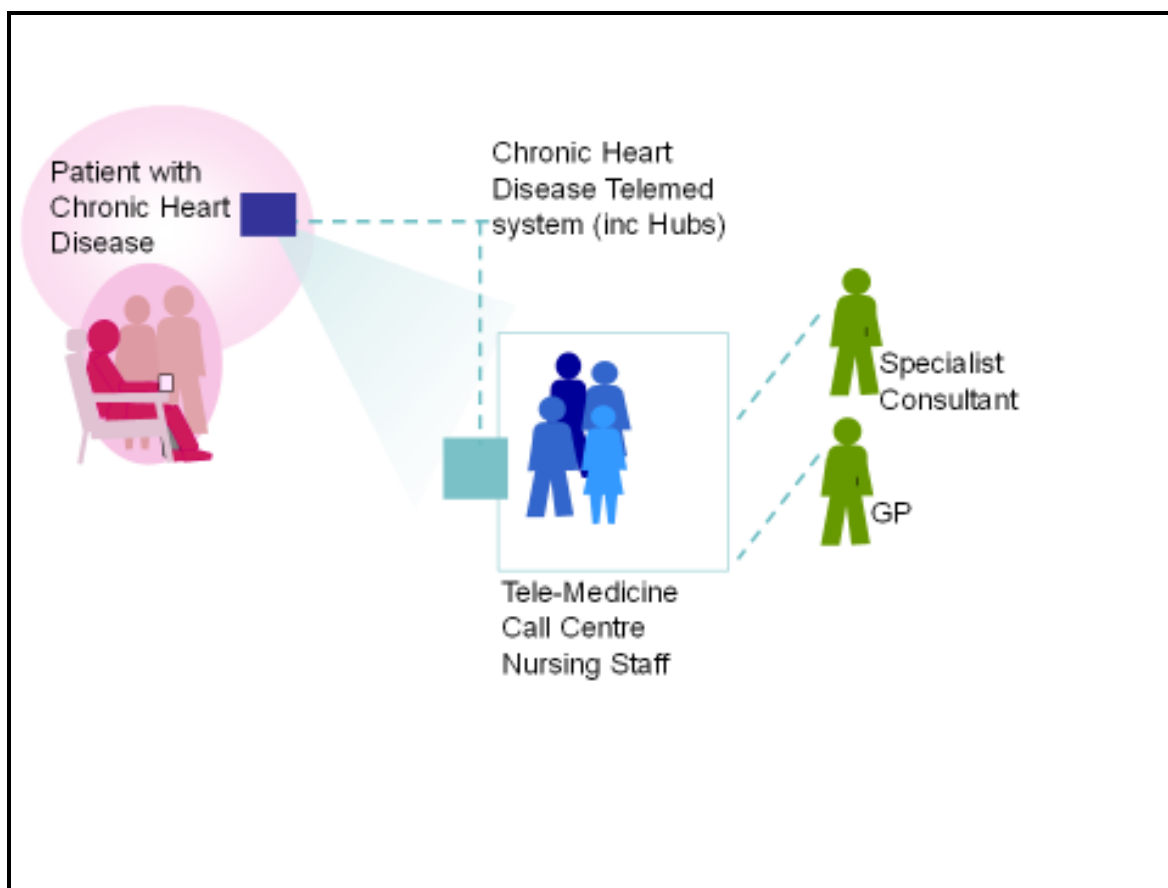 Patient with
Chronic Heart
Disease
Chronic Heart
Disease Telemed
system (inc Hubs)
Specialist
Consultant
GP
Tele-Medicine
Call Centre
Nursing Staff